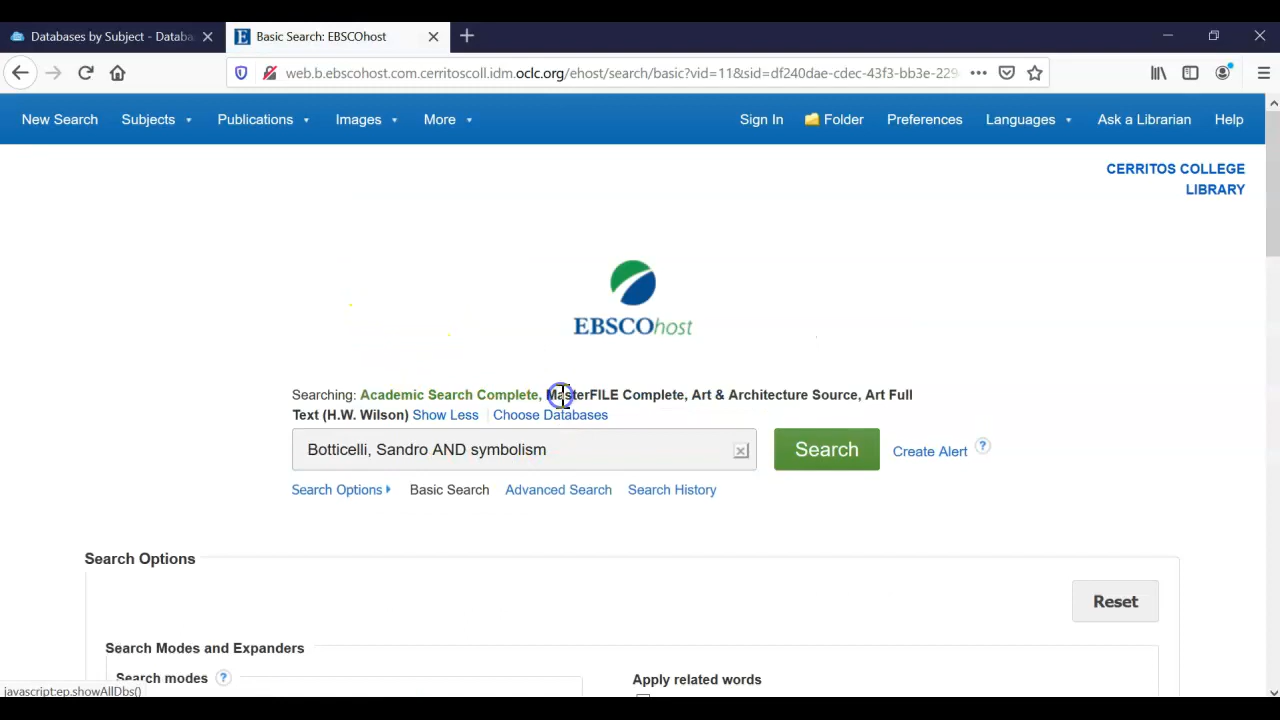 Databases by Subject - Databa
Basic Search: EBSCOhost
web.b.ebscohost.com.cerritoscoll.idm.oclc.org/ehost/search/basic?vid=11&sid=df240dae-cdec-43f3-bb3e-229
New Search Subjects Publications Images More Sign In Folder Preferences Languages Ask a Librarian Help
CERRITOS COLLEGE
LIBRARY
EBSCOhost
Searching: Academic Search Complete, MasterFILE Complete, Art & Architecture Source, Art Full
Text (H.W. Wilson) Show Less Choose Databases
Botticelli, Sandro AND symbolism
Search Create Alert ?
Search Options Basic Search Advanced Search Search History
Search Options
Reset
Search Modes and Expanders
Search modes ?
Apply related words
javascript:ep.showAllDbs()